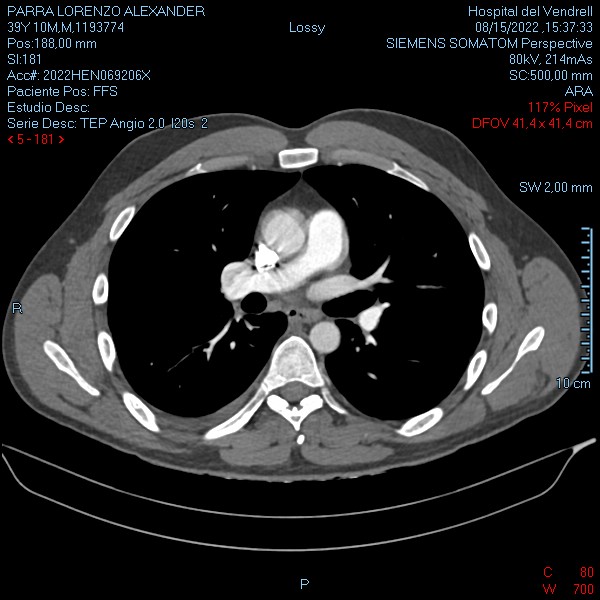 PARRA LORENZO ALEXANDER
39Y 10M,M,1193774
Pos:188,00 mm
SI:181
Acc#: 2022HEN069206X
Paciente Pos: FFS
Estudio Desc:
Serie Desc: TEP Angio 2.0 I20s 2
< 5 - 181 >
Lossy
Hospital del Vendrell
08/15/2022 ,15:37:33
SIEMENS SOMATOM Perspective
80kV, 214mAs
SC:500,00 mm
ARA
117% Pixel
DFOV 41,4 x 41,4 cm
SW 2,00 mm
R
10 cm
P
C 80
W 700